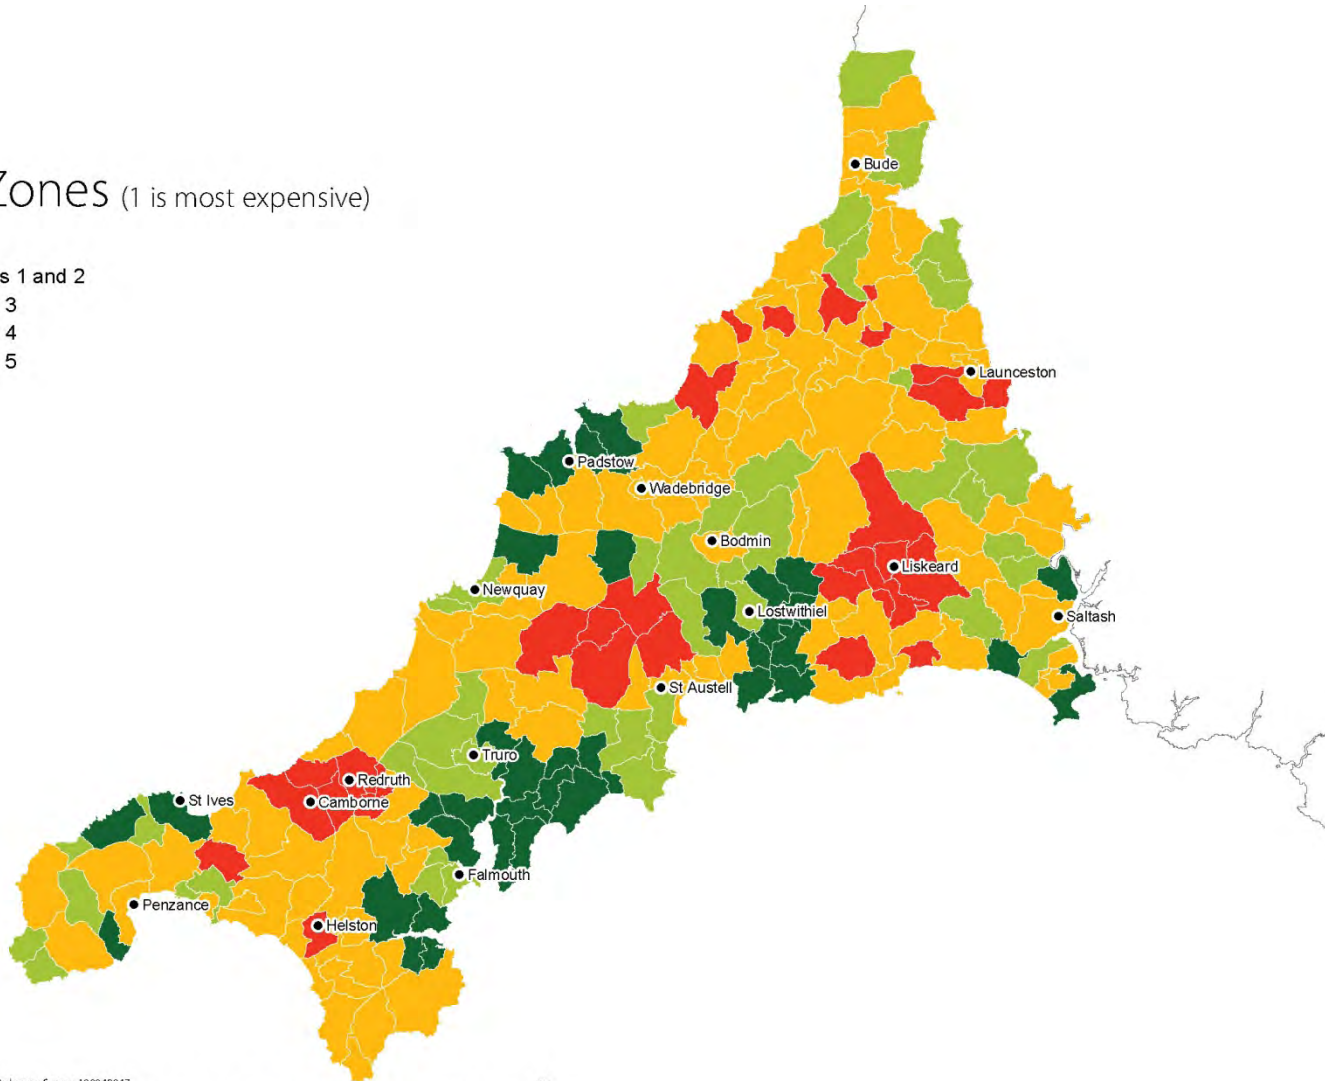 Zones (1 is most expensive)
s 1 and 2
3
4
5
Bude
Launceston
Padstow
Wadebridge
Bodmin
Liskeard
Newquay
Lostwithiel
Saltash
St Austell
Truro
Redruth
St Ives
Camborne
Falmouth
Penzance
Helston